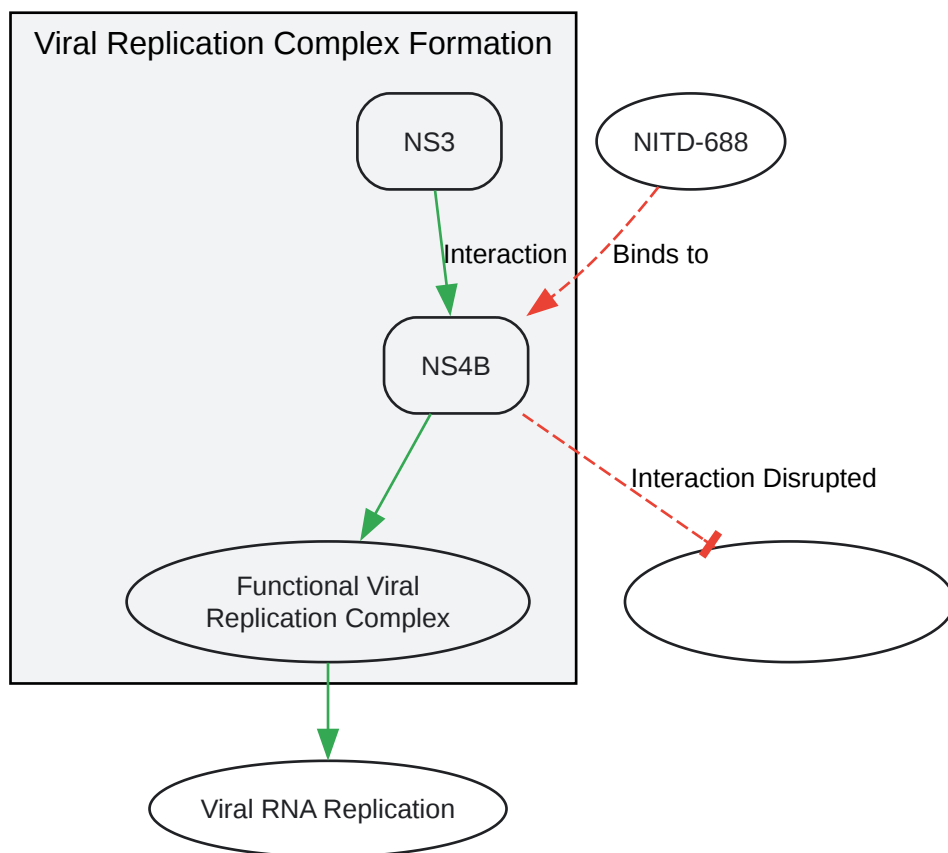 Viral Replication Complex Formation
NS3
NITD-688
Interaction
Binds to
NS4B
Interaction Disrupted
Functional Viral
Replication Complex
Viral RNA Replication